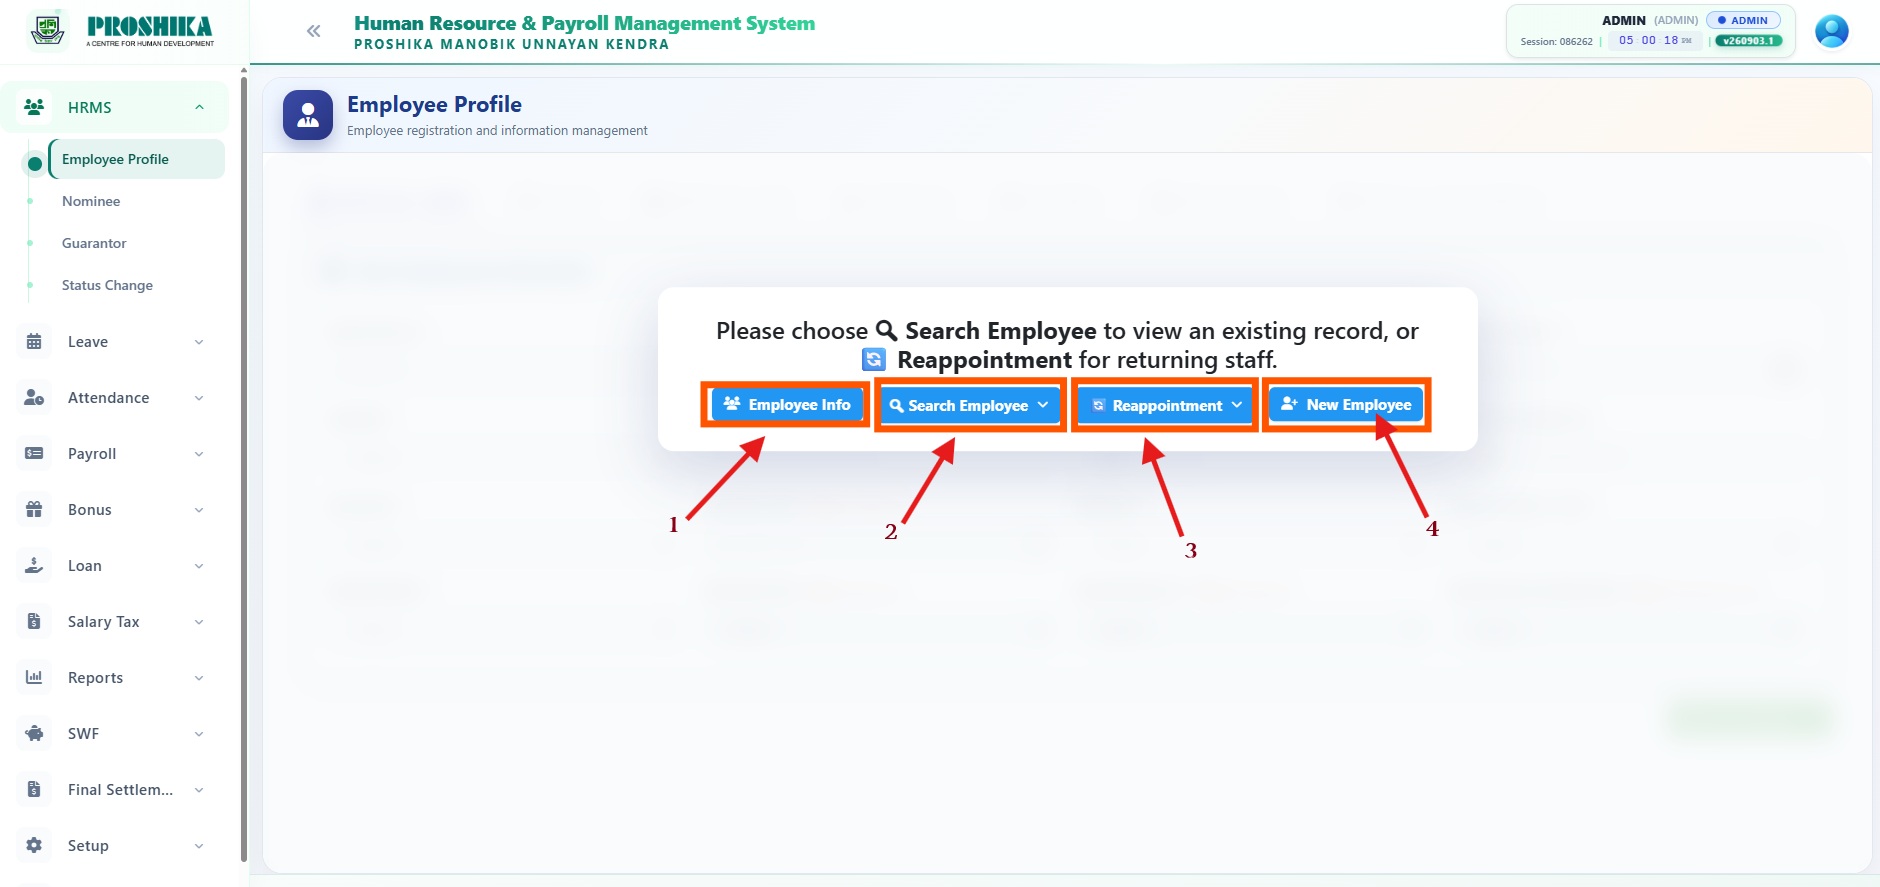 PROSHIKA
A CENTRE FOR HUMAN DEVELOPMENT
Human Resource & Payroll Management System
PROSHIKA MANOBIK UNNAYAN KENDRA
ADMIN (ADMIN) ADMIN
Session: 086262 | 05 00 18 PM | v260903.1
HRMS
Employee Profile
Nominee
Guarantor
Status Change
Leave
Attendance
Payroll
Bonus
Loan
Salary Tax
Reports
SWF
Final Settlem...
Setup
Employee Profile
Employee registration and information management
Please choose Search Employee to view an existing record, or
Reappointment for returning staff.
Employee Info
Search Employee
Reappointment
New Employee
1
2
3
4